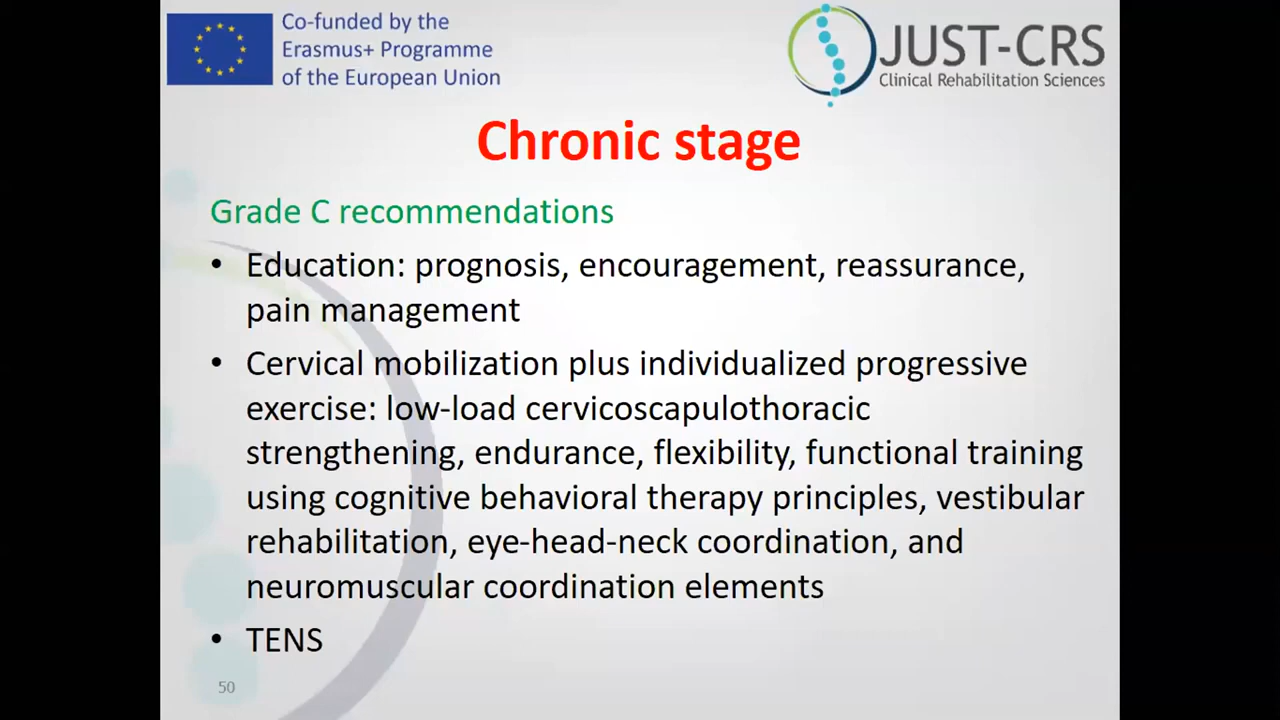 Co-funded by the
Erasmus+ Programme
of the European Union
JUST-CRS
Clinical Rehabilitation Sciences
Chronic stage
Grade C recommendations
• Education: prognosis, encouragement, reassurance,
pain management
• Cervical mobilization plus individualized progressive
exercise: low-load cervicoscapulothoracic
strengthening, endurance, flexibility, functional training
using cognitive behavioral therapy principles, vestibular
rehabilitation, eye-head-neck coordination, and
neuromuscular coordination elements
• TENS
50